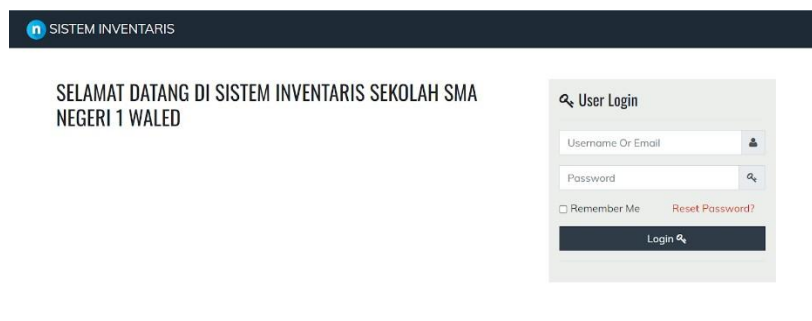 n SISTEM INVENTARIS
SELAMAT DATANG DI SISTEM INVENTARIS SEKOLAH SMA
NEGERI 1 WALED
User Login
Username Or Email
Password
Remember Me Reset Password?
Login